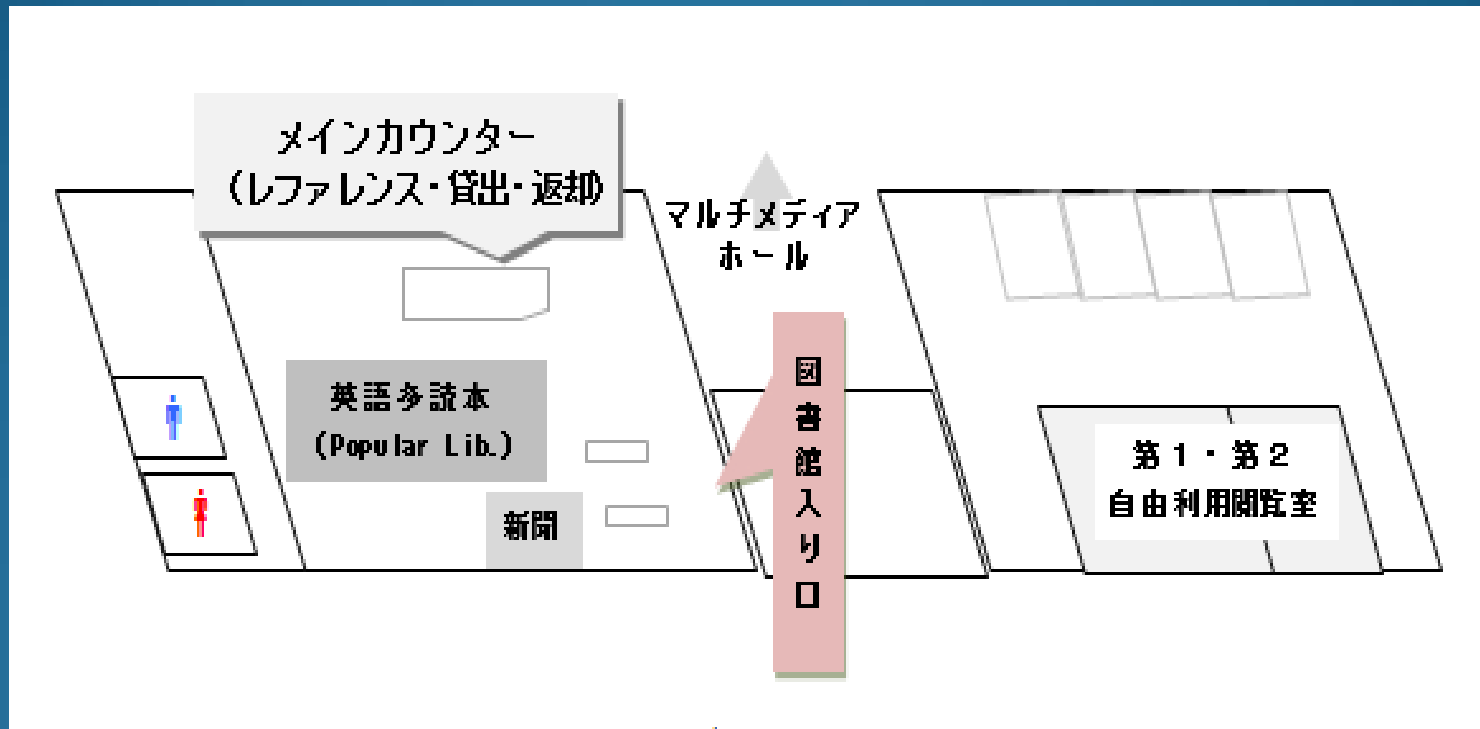 メインカウンター
(レファレンス・貸出・返却)
マルチメディア
ホール
図書館入り口
英語多読本
(Popular Lib.)
新聞
第1・第2
自由利用閲覧室